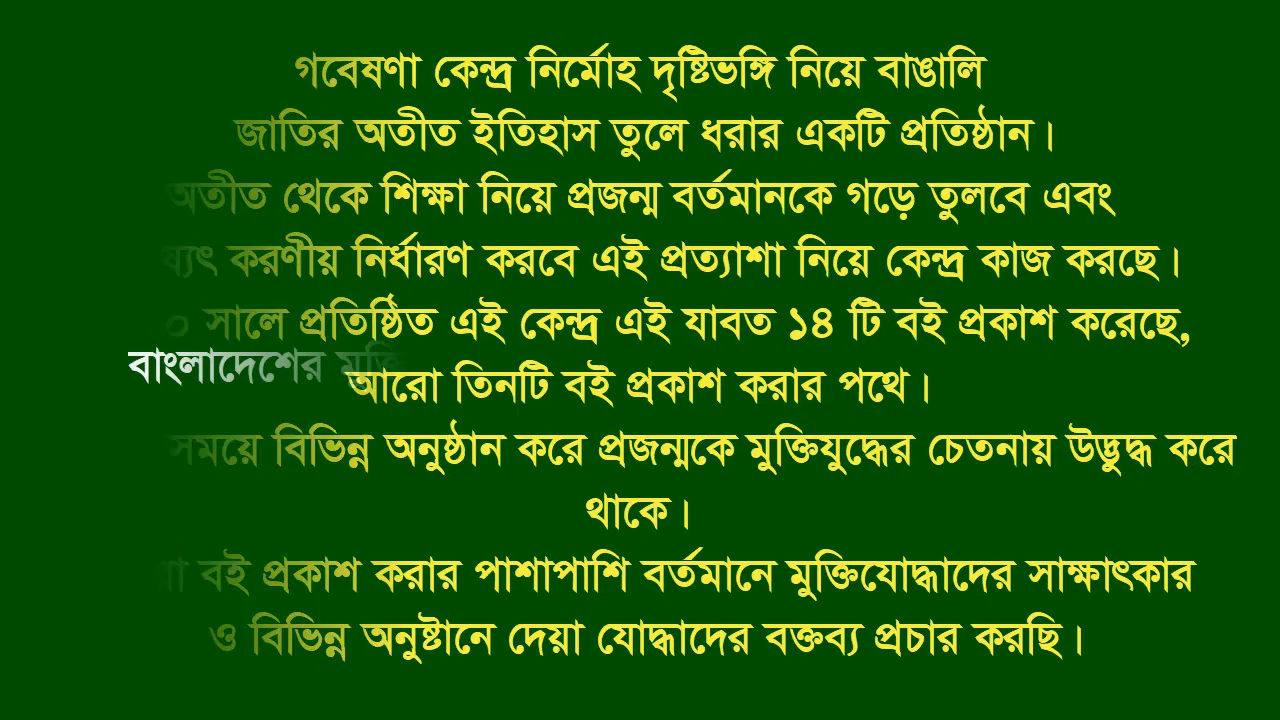 গবেষণা কেন্দ্র নির্মোহ দৃষ্টিভঙ্গি নিয়ে বাঙালি
জাতির অতীত ইতিহাস তুলে ধরার একটি প্রতিষ্ঠান।
অতীত থেকে শিক্ষা নিয়ে প্রজন্ম বর্তমানকে গড়ে তুলবে এবং
করণীয় নির্ধারণ করবে এই প্রত্যাশা নিয়ে কেন্দ্র কাজ করছে।
সালে প্রতিষ্ঠিত এই কেন্দ্র এই যাবত ১৪ টি বই প্রকাশ করেছে,
বাংলাদেশের
আরো তিনটি বই প্রকাশ করার পথে।
সময়ে বিভিন্ন অনুষ্ঠান করে প্রজন্মকে মুক্তিযুদ্ধের চেতনায় উদ্ভুদ্ধ করে
থাকে।
বই প্রকাশ করার পাশাপাশি বর্তমানে মুক্তিযোদ্ধাদের সাক্ষাৎকার
ও বিভিন্ন অনুষ্টানে দেয়া যোদ্ধাদের বক্তব্য প্রচার করছি।